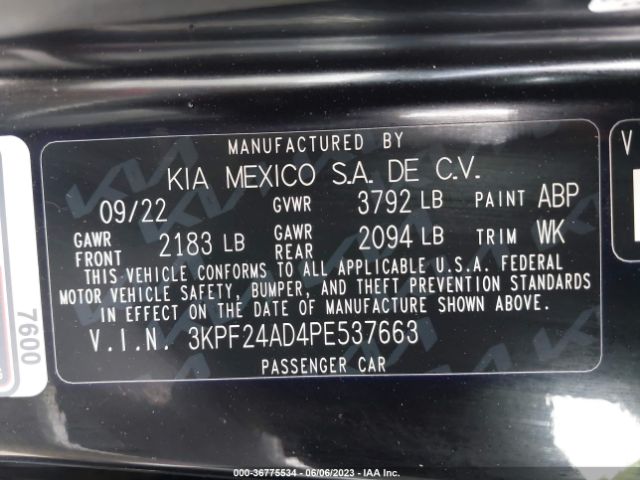 MANUFACTURED BY
KIA MEXICO S.A. DE C.V.
09/22 GVWR 3792 LB PAINT ABP
GAWR FRONT 2183 LB GAWR REAR 2094 LB TRIM WK
THIS VEHICLE CONFORMS TO ALL APPLICABLE U.S.A. FEDERAL
MOTOR VEHICLE SAFETY, BUMPER, AND THEFT PREVENTION STANDARDS
IN EFFECT ON THE DATE OF MANUFACTURE SHOWN ABOVE.
V.I.N. 3KPF24AD4PE537663
PASSENGER CAR
7600
V
000-36775534 - 06/06/2023 - IAA Inc.